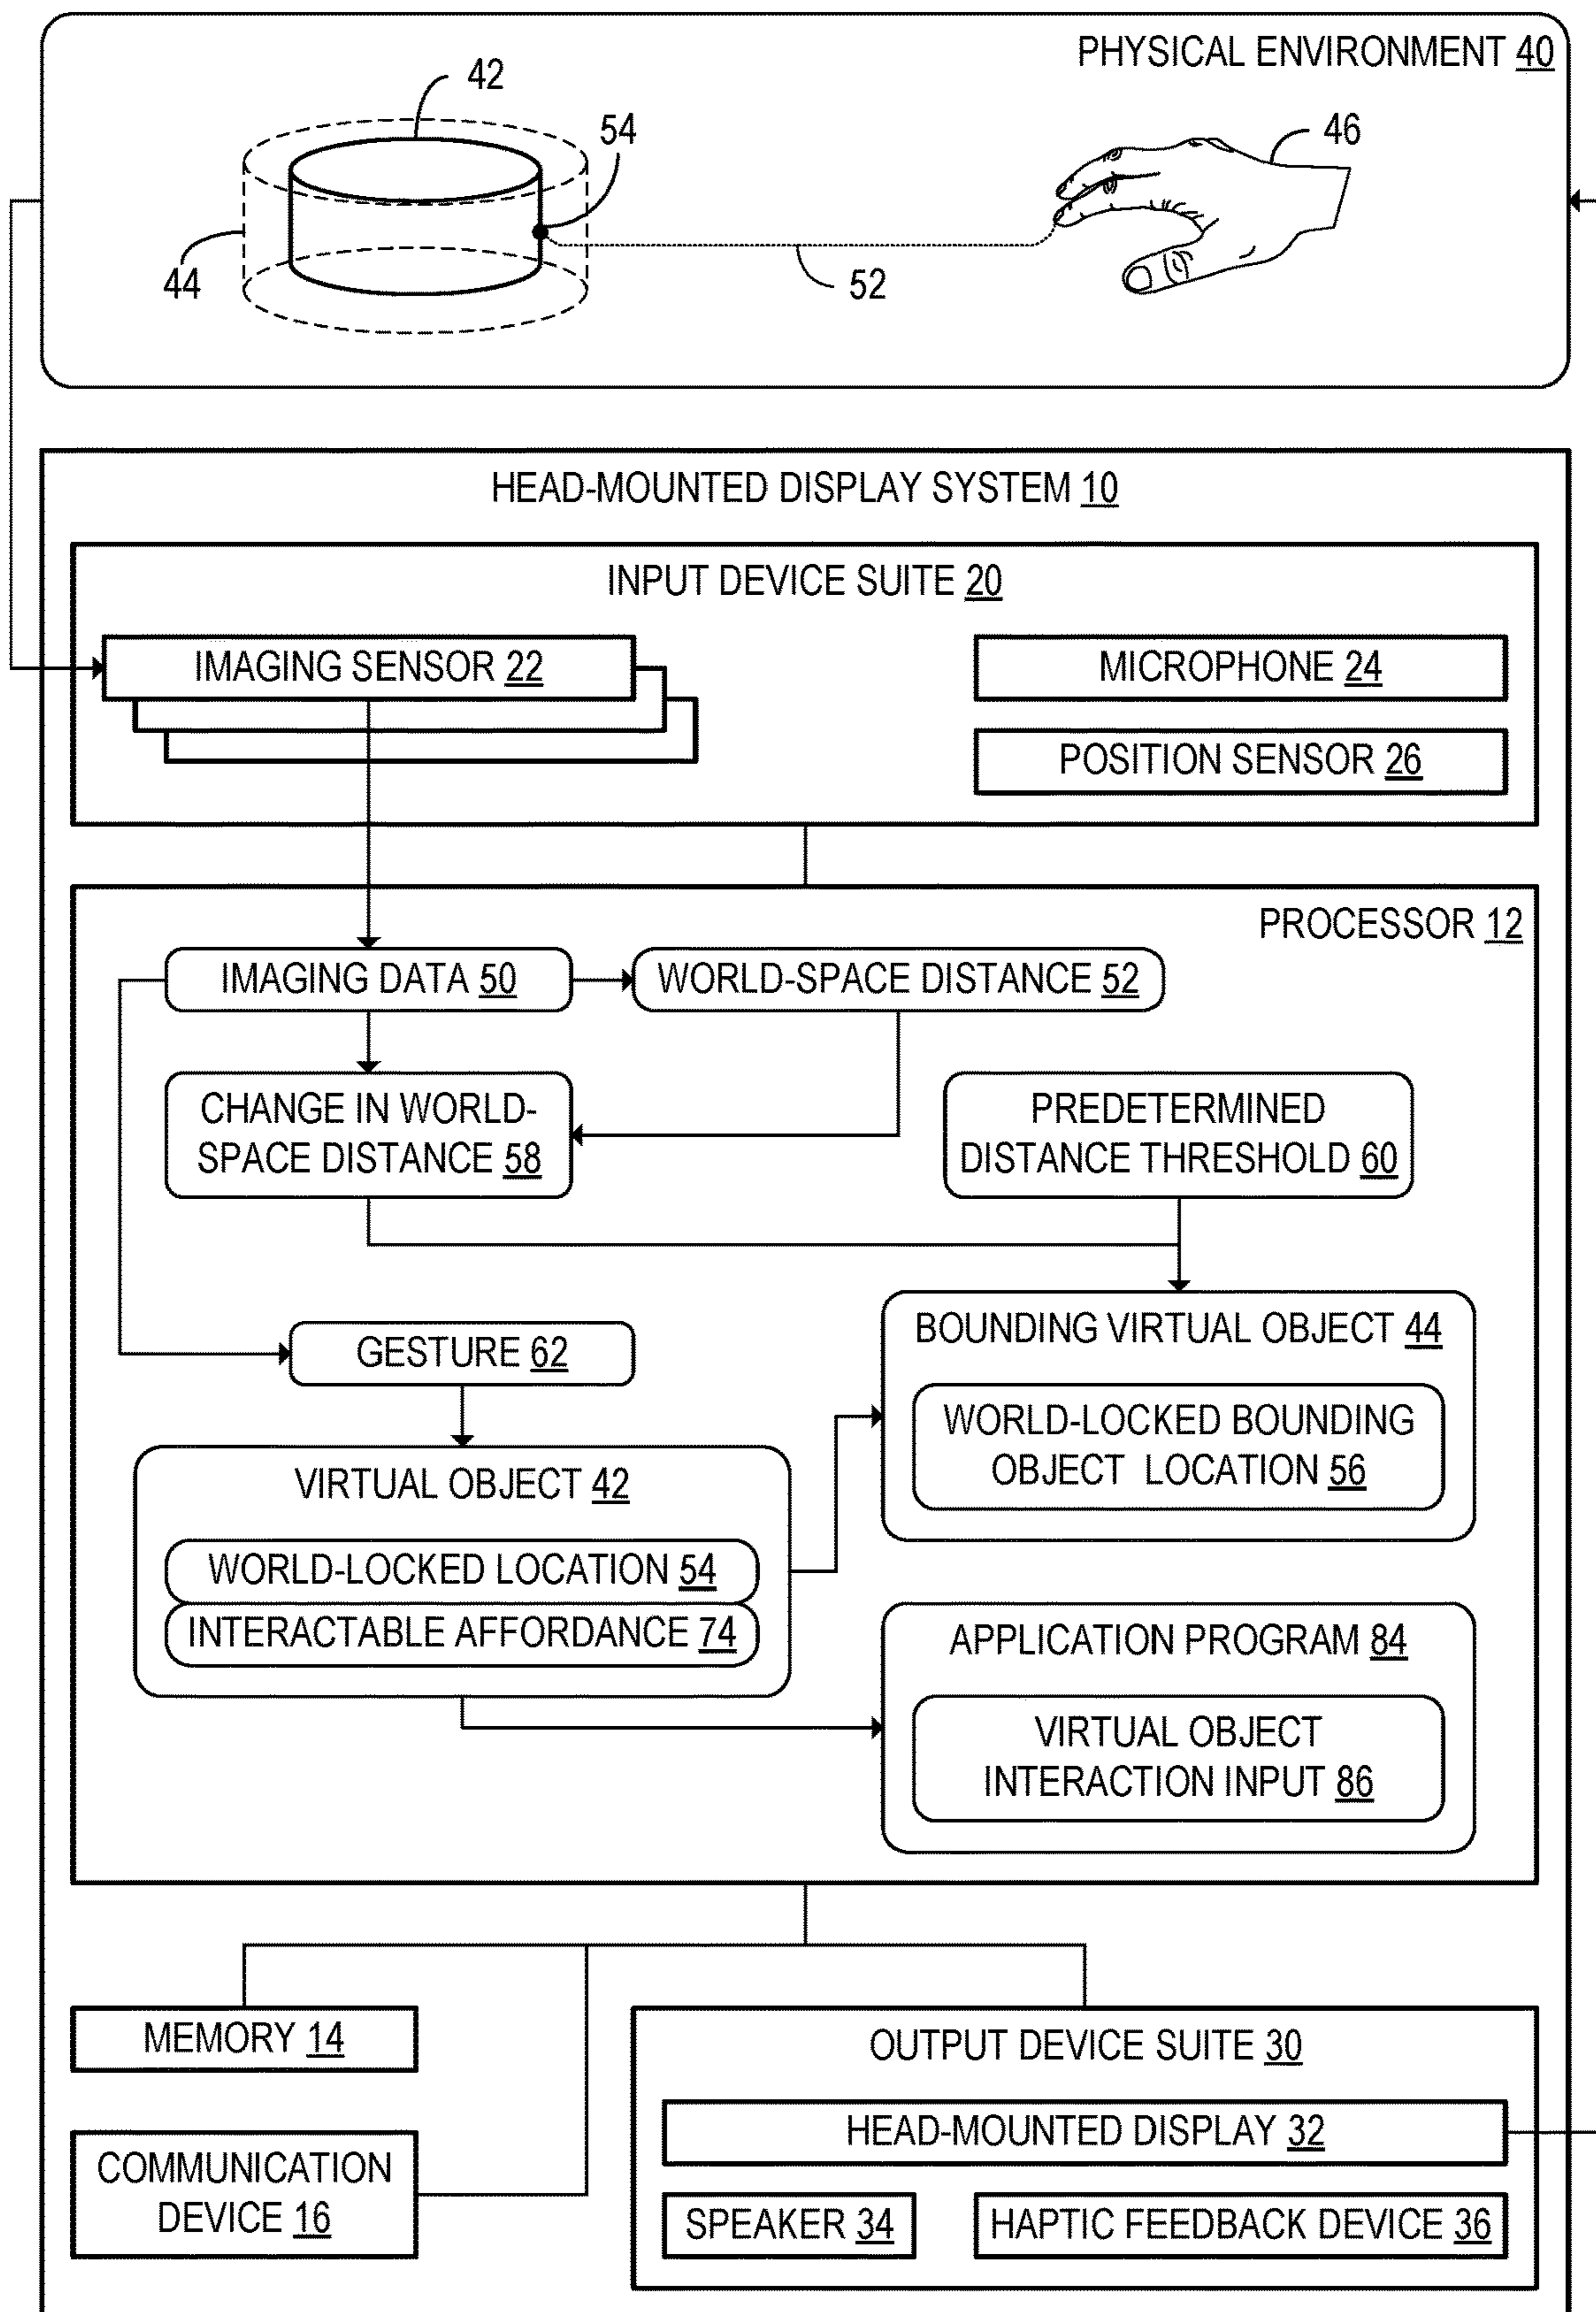 PHYSICAL ENVIRONMENT 40
42
54
46
44
52
HEAD-MOUNTED DISPLAY SYSTEM 10
INPUT DEVICE SUITE 20
IMAGING SENSOR 22
MICROPHONE 24
POSITION SENSOR 26
PROCESSOR 12
IMAGING DATA 50
WORLD-SPACE DISTANCE 52
CHANGE IN WORLD-
SPACE DISTANCE 58
PREDETERMINED
DISTANCE THRESHOLD 60
GESTURE 62
BOUNDING VIRTUAL OBJECT 44
WORLD-LOCKED BOUNDING
OBJECT LOCATION 56
VIRTUAL OBJECT 42
WORLD-LOCKED LOCATION 54
INTERACTABLE AFFORDANCE 74
APPLICATION PROGRAM 84
VIRTUAL OBJECT
INTERACTION INPUT 86
MEMORY 14
COMMUNICATION
DEVICE 16
OUTPUT DEVICE SUITE 30
HEAD-MOUNTED DISPLAY 32
SPEAKER 34
HAPTIC FEEDBACK DEVICE 36